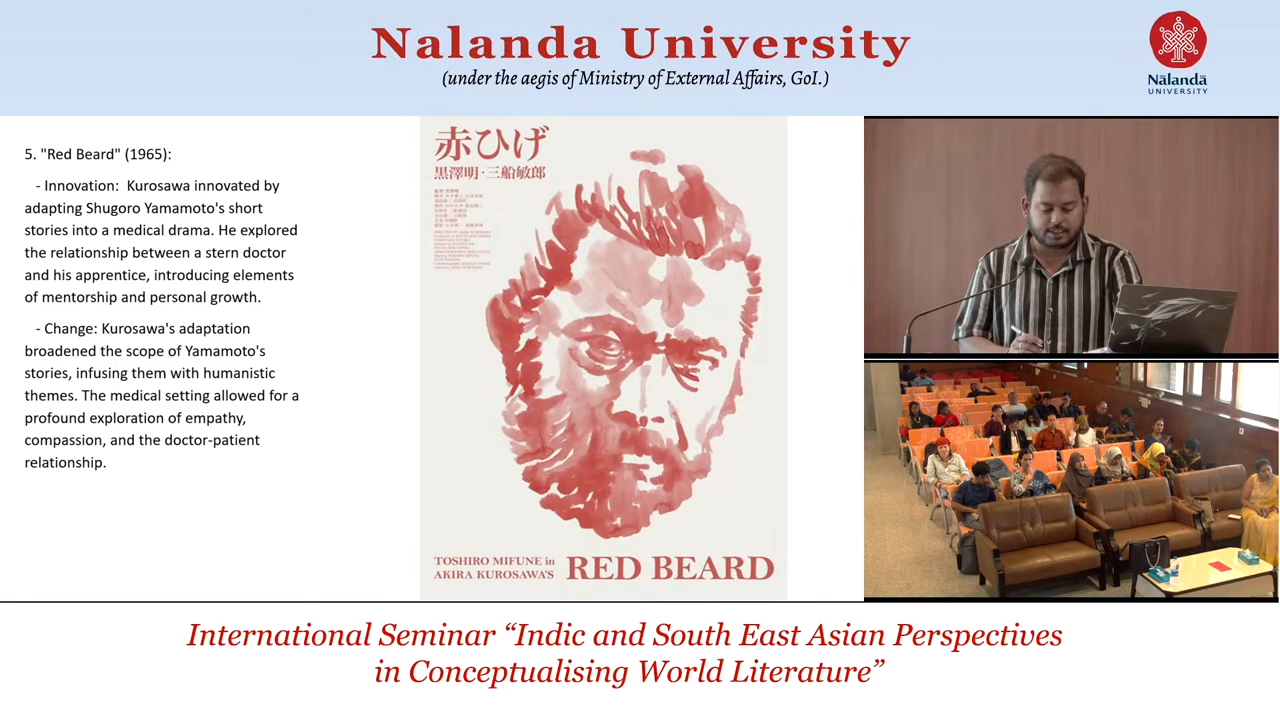 Nalanda University
(under the aegis of Ministry of External Affairs, GoI.)
Nālandā
UNIVERSITY
5. "Red Beard" (1965):
- Innovation: Kurosawa innovated by
adapting Shugoro Yamamoto's short
stories into a medical drama. He explored
the relationship between a stern doctor
and his apprentice, introducing elements
of mentorship and personal growth.
- Change: Kurosawa's adaptation
broadened the scope of Yamamoto's
stories, infusing them with humanistic
themes. The medical setting allowed for a
profound exploration of empathy,
compassion, and the doctor-patient
relationship.
赤ひげ
黒澤明・三船敏郎
TOSHIRO MIFUNE in
AKIRA KUROSAWA'S
RED BEARD
International Seminar “Indic and South East Asian Perspectives
in Conceptualising World Literature”